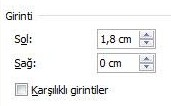 Girinti
Sol: 1,8 cm
Sağ: 0 cm
Karşılıklı girintiler